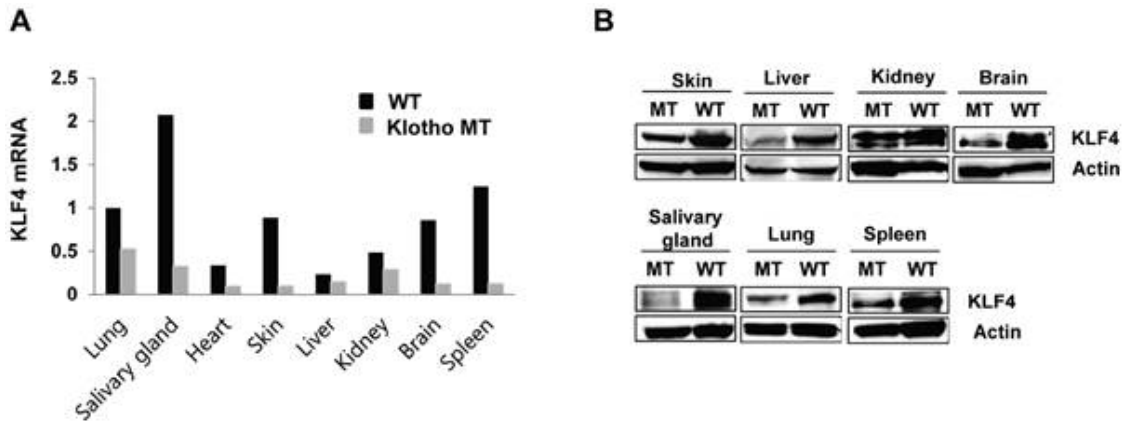 A
KLF4 mRNA
2.5
2
1.5
1
0.5
0
WT
Klotho MT
Lung
Salivary gland
Heart
Skin
Liver
Kidney
Brain
Spleen
B
Skin Liver Kidney Brain
MT WT MT WT MT WT MT WT
KLF4
Actin
Salivary
gland Lung Spleen
MT WT MT WT MT WT
KLF4
Actin